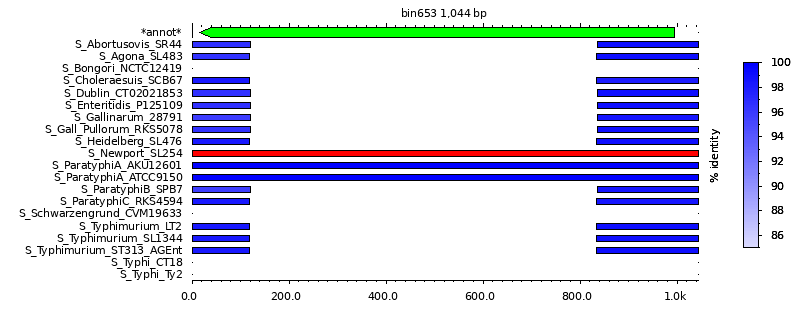 bin653 1,044 bp
*annot*
S_Abortusovis_SR44
S_Agona_SL483
S_Bongori_NCTC12419
S_Choleraesuis_SCB67
S_Dublin_CT02021853
S_Enteritidis_P125109
S_Gallinarum_28791
S_Gall_Pullorum_RKS5078
S_Heidelberg_SL476
S_Newport_SL254
S_ParatyphiA_AKU12601
S_ParatyphiA_ATCC9150
S_ParatyphiB_SPB7
S_ParatyphiC_RKS4594
S_Schwarzengrund_CVM19633
S_Typhimurium_LT2
S_Typhimurium_SL1344
S_Typhimurium_ST313_AGEnt
S_Typhi_CT18
S_Typhi_Ty2
0.0 200.0 400.0 600.0 800.0 1.0k
% identity
100
98
96
94
92
90
88
86